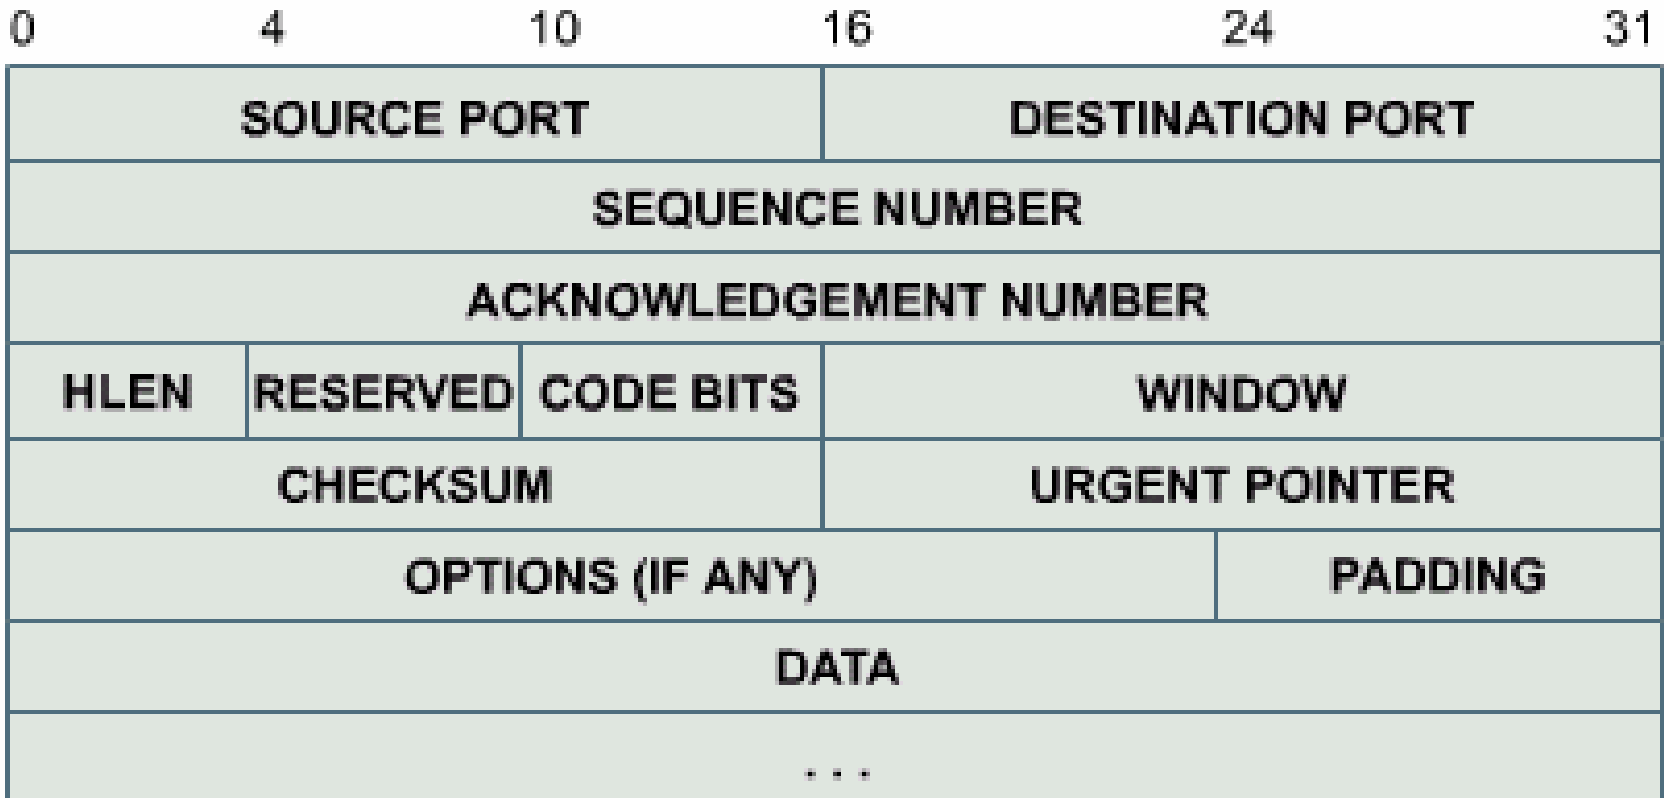 0 4 10 16 24 31
SOURCE PORT DESTINATION PORT
SEQUENCE NUMBER
ACKNOWLEDGEMENT NUMBER
HLEN RESERVED CODE BITS WINDOW
CHECKSUM URGENT POINTER
OPTIONS (IF ANY) PADDING
DATA
. . .